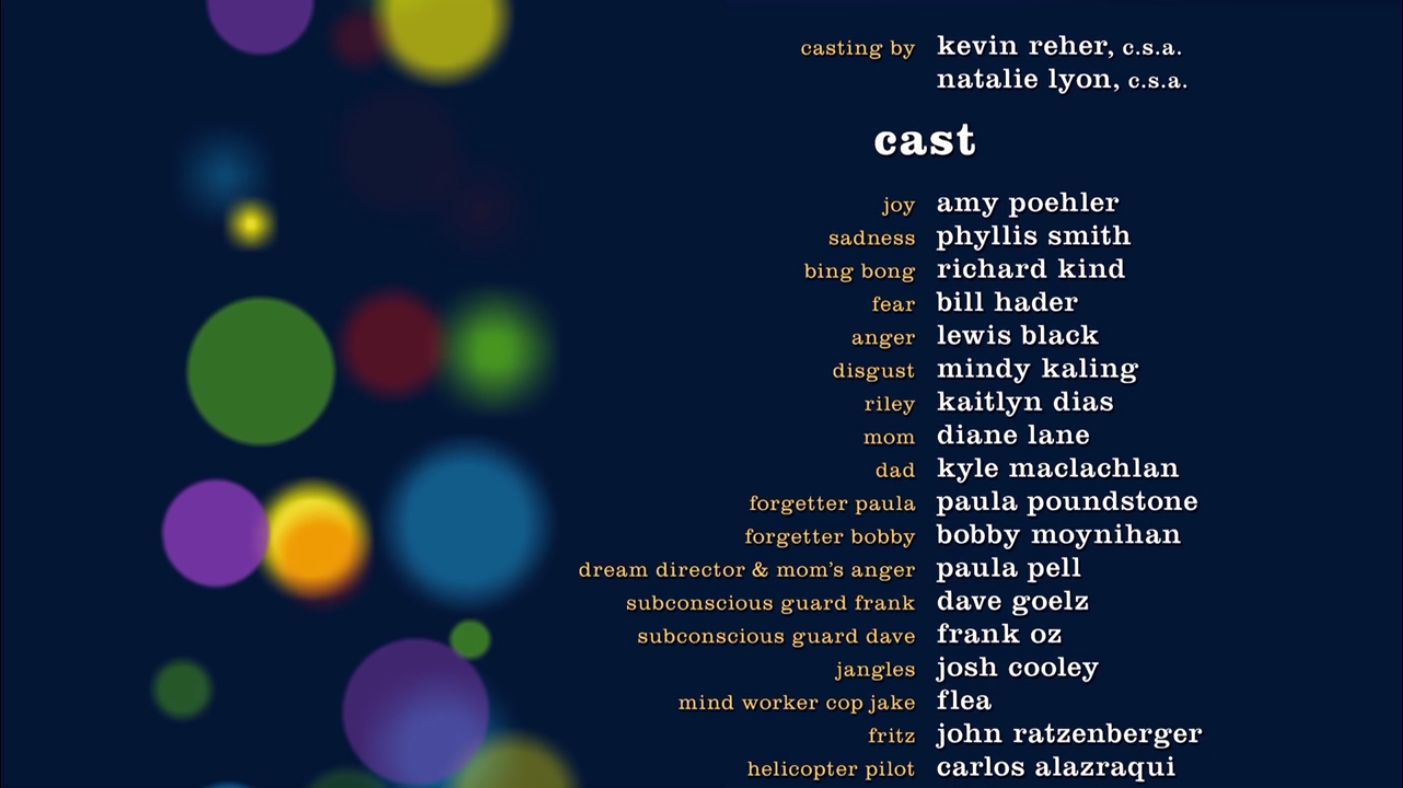 casting by kevin reher, c.s.a.
natalie lyon, c.s.a.
cast
joy amy poehler
sadness phyllis smith
bing bong richard kind
fear bill hader
anger lewis black
disgust mindy kaling
riley kaitlyn dias
mom diane lane
dad kyle maclachlan
forgetter paula paula poundstone
forgetter bobby bobby moynihan
dream director & mom's anger paula pell
subconscious guard frank dave goelz
subconscious guard dave frank oz
jangles josh cooley
mind worker cop jake flea
fritz john ratzenberger
helicopter pilot carlos alazraqui